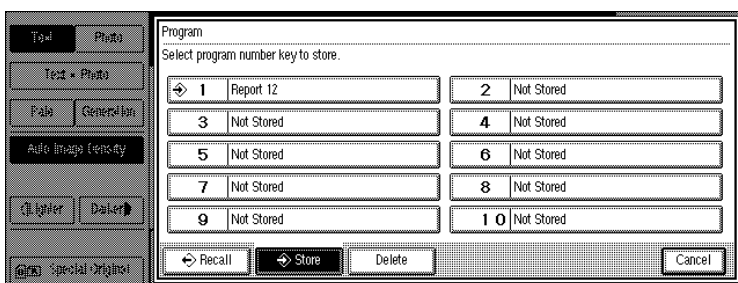 Text Photo
Text · Photo
Pale Generation
Auto Image Density
Lighter Darker
Special Original
Program
Select program number key to store.
1 Report 12
2 Not Stored
3 Not Stored
4 Not Stored
5 Not Stored
6 Not Stored
7 Not Stored
8 Not Stored
9 Not Stored
10 Not Stored
Recall Store Delete Cancel